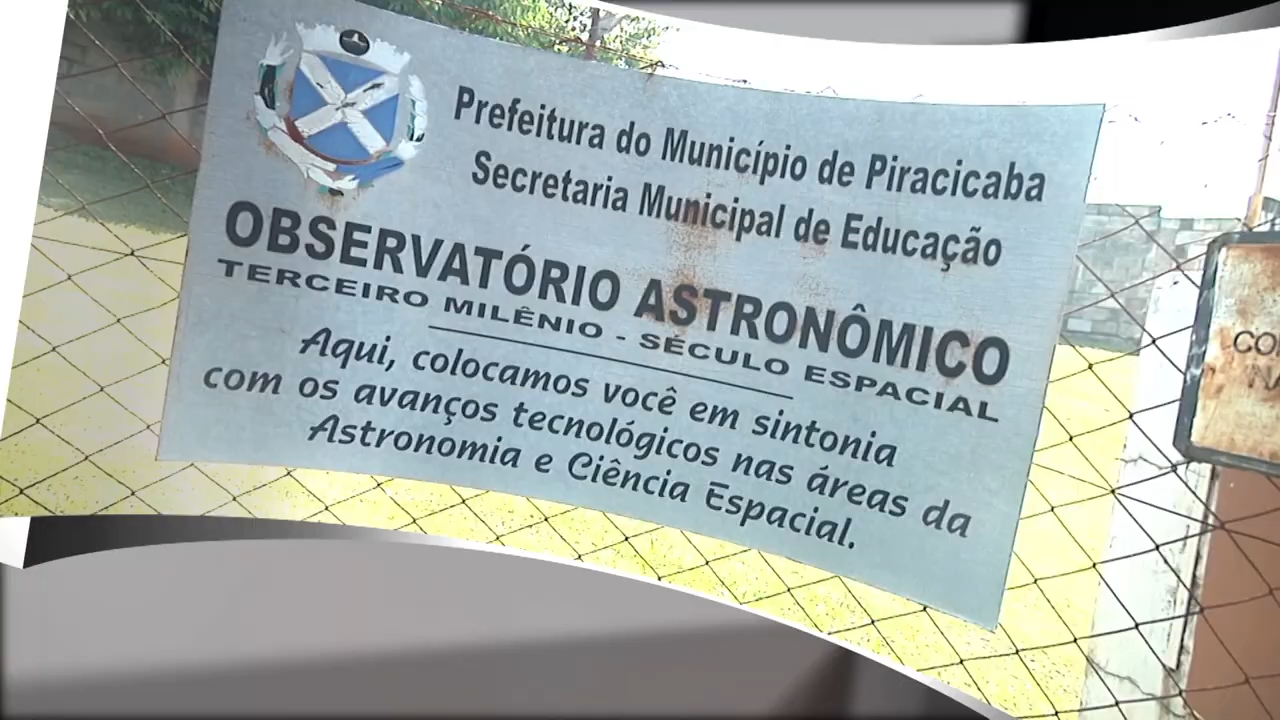 Prefeitura do Município de Piracicaba
Secretaria Municipal de Educação
OBSERVATÓRIO ASTRONÔMICO
TERCEIRO MILÊNIO - SÉCULO ESPACIAL
Aqui, colocamos você em sintonia
com os avanços tecnológicos nas áreas da
Astronomia e Ciência Espacial.